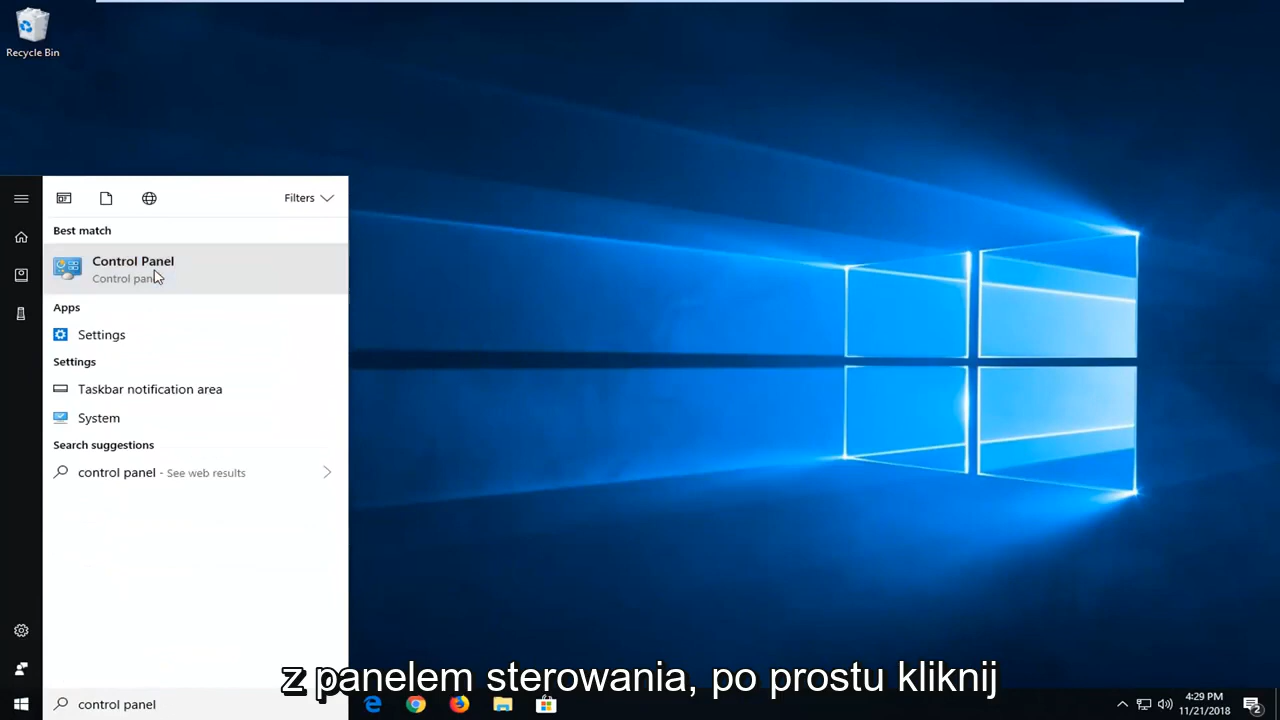 Recycle Bin
Filters
Best match
Control Panel
Control panel
Apps
Settings
Settings
Taskbar notification area
System
Search suggestions
control panel - See web results
z panelem sterowania, po prostu kliknij
control panel
4:29 PM
11/21/2018
2